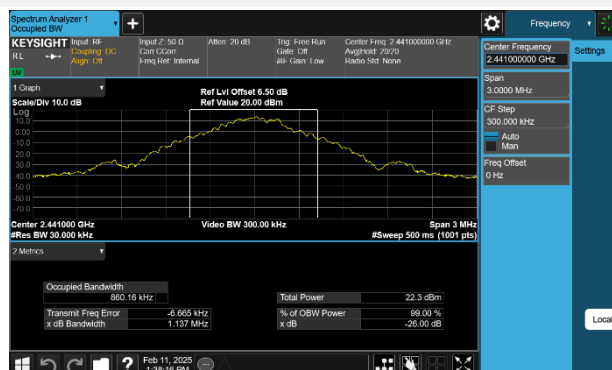 Spectrum Analyzer 1
Occupied BW
Frequency
KEYSIGHT
RL
Input: RF
Coupling: DC
Align: Off
Input Z: 50 Ω
Corr CCorr
Freq Ref: Internal
Atten: 20 dB
Trig: Free Run
Gate: Off
#IF Gain: Low
Center Freq: 2.441000000 GHz
Avg|Hold: 20/20
Radio Std: None
LW
Center Frequency
2.441000000 GHz
Settings
Span
3.0000 MHz
CF Step
300.000 kHz
Auto
Man
Freq Offset
0 Hz
1 Graph
Scale/Div 10.0 dB
Ref Lvl Offset 6.50 dB
Ref Value 20.00 dBm
Log
10.0
0.00
-10.0
-20.0
-30.0
-40.0
-50.0
-60.0
-70.0
Center 2.441000 GHz
#Res BW 30.000 kHz
Video BW 300.00 kHz
Span 3 MHz
#Sweep 500 ms (1001 pts)
2 Metrics
Occupied Bandwidth
860.16 kHz
Total Power
22.3 dBm
Transmit Freq Error
-6.665 kHz
% of OBW Power
99.00 %
x dB Bandwidth
1.137 MHz
x dB
-26.00 dB
Local
Feb 11, 2025
1:38:16 PM